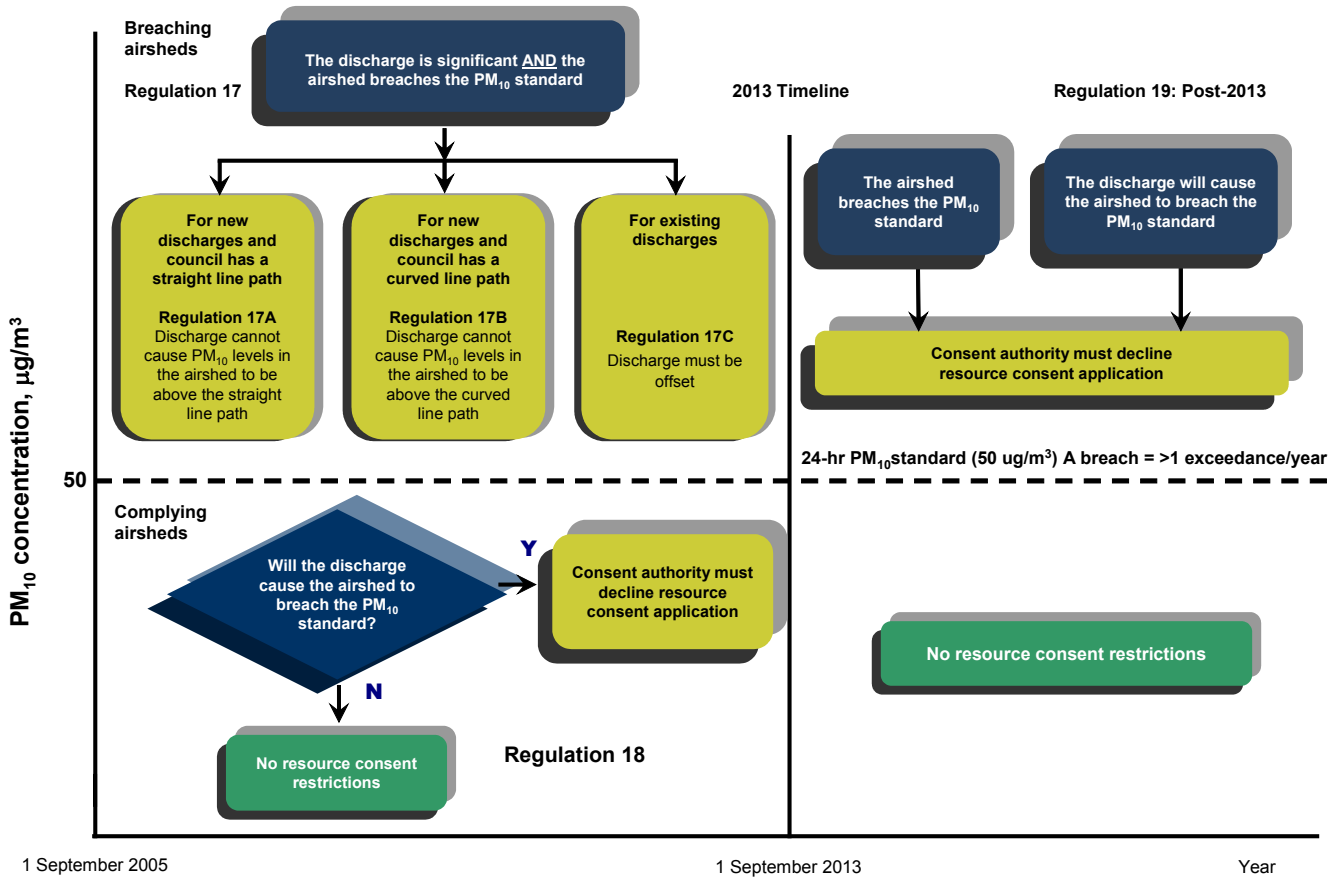 Breaching
airsheds
Regulation 17
The discharge is significant AND the
airshed breaches the PM₁₀ standard
2013 Timeline
Regulation 19: Post-2013
For new
discharges and
council has a
straight line path
Regulation 17A
Discharge cannot
cause PM₁₀ levels in
the airshed to be
above the straight
line path
For new
discharges and
council has a
curved line path
Regulation 17B
Discharge cannot
cause PM₁₀ levels in
the airshed to be
above the curved
line path
For existing
discharges
Regulation 17C
Discharge must be
offset
The airshed
breaches the PM₁₀
standard
The discharge will cause
the airshed to breach the
PM₁₀ standard
Consent authority must decline
resource consent application
PM₁₀ concentration, μg/m³
50
24-hr PM₁₀standard (50 ug/m³) A breach = >1 exceedance/year
Complying
airsheds
Will the discharge
cause the airshed to
breach the PM₁₀
standard?
Y
Consent authority must
decline resource
consent application
N
No resource consent
restrictions
Regulation 18
No resource consent restrictions
1 September 2005
1 September 2013
Year